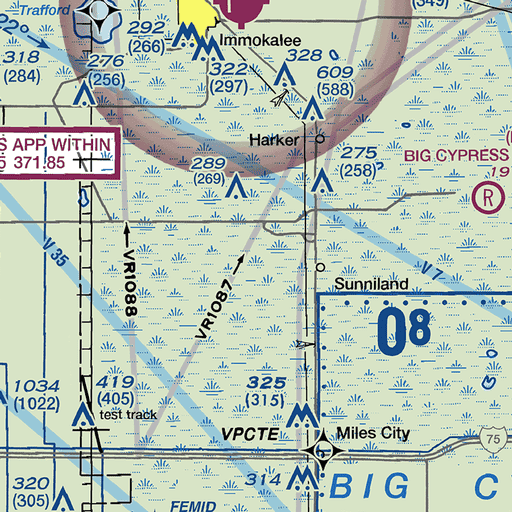 Trafford
292
(266)
(349)
318
(284)
Immokalee
276
(256)
322
(297)
328
609
(588)
S APP WITHIN
371.85
Harker
289
(269)
275
(258)
BIG CYPRESS
19
R
V 35
VR1088
VR1087
V 7
Sunniland
08
1034
(1022)
419
(405)
test track
325
(315)
VPCTE
Miles City
75
320
(305)
314
BIG C
FEMID